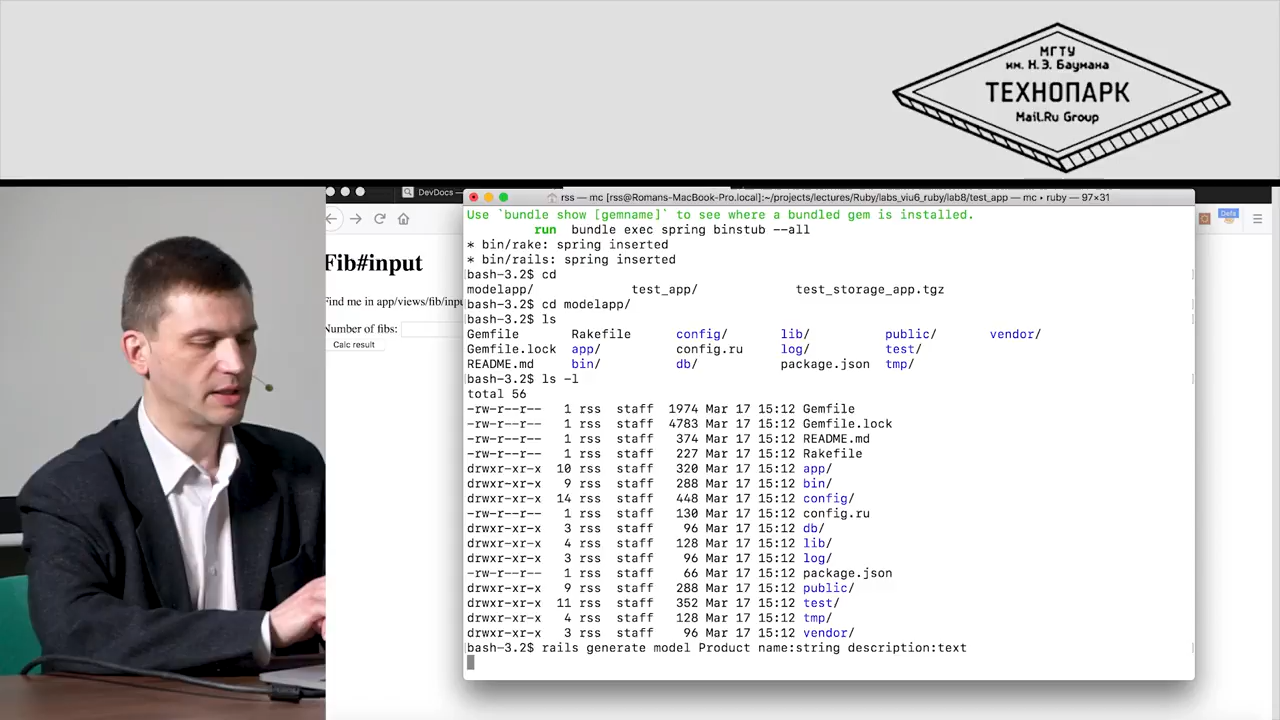 МГТУ
им. Н.Э. Баумана
ТЕХНОПАРК
Mail.Ru Group
DevDocs —
Fib#input
Find me in app/views/fib/inpu
Number of fibs:
Calc result
Defs
rss — mc [rss@Romans-MacBook-Pro.local]:~/projects/lectures/Ruby/labs_viu6_ruby/lab8/test_app — mc • ruby — 97×31
Use `bundle show [gemname]` to see where a bundled gem is installed.
run bundle exec spring binstub --all
* bin/rake: spring inserted
* bin/rails: spring inserted
bash-3.2$ cd
modelapp/ test_app/ test_storage_app.tgz
bash-3.2$ cd modelapp/
bash-3.2$ ls
Gemfile Rakefile config/ lib/ public/ vendor/
Gemfile.lock app/ config.ru log/ test/
README.md bin/ db/ package.json tmp/
bash-3.2$ ls -l
total 56
-rw-r--r-- 1 rss staff 1974 Mar 17 15:12 Gemfile
-rw-r--r-- 1 rss staff 4783 Mar 17 15:12 Gemfile.lock
-rw-r--r-- 1 rss staff 374 Mar 17 15:12 README.md
-rw-r--r-- 1 rss staff 227 Mar 17 15:12 Rakefile
drwxr-xr-x 10 rss staff 320 Mar 17 15:12 app/
drwxr-xr-x 9 rss staff 288 Mar 17 15:12 bin/
drwxr-xr-x 14 rss staff 448 Mar 17 15:12 config/
-rw-r--r-- 1 rss staff 130 Mar 17 15:12 config.ru
drwxr-xr-x 3 rss staff 96 Mar 17 15:12 db/
drwxr-xr-x 4 rss staff 128 Mar 17 15:12 lib/
drwxr-xr-x 3 rss staff 96 Mar 17 15:12 log/
-rw-r--r-- 1 rss staff 66 Mar 17 15:12 package.json
drwxr-xr-x 9 rss staff 288 Mar 17 15:12 public/
drwxr-xr-x 11 rss staff 352 Mar 17 15:12 test/
drwxr-xr-x 4 rss staff 128 Mar 17 15:12 tmp/
drwxr-xr-x 3 rss staff 96 Mar 17 15:12 vendor/
bash-3.2$ rails generate model Product name:string description:text